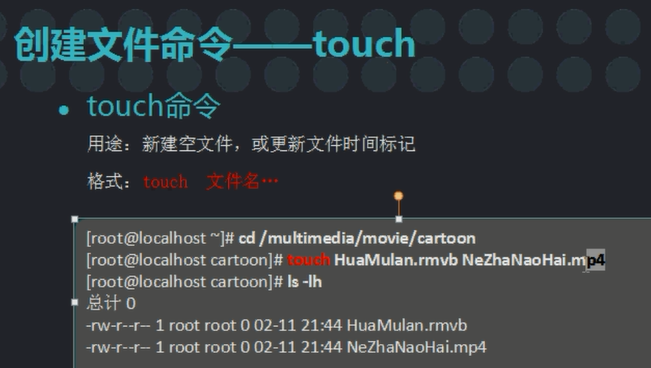 创建文件命令——touch
touch命令
用途：新建空文件，或更新文件时间标记
格式：touch 文件名…
[root@localhost ~]# cd /multimedia/movie/cartoon
[root@localhost cartoon]# touch HuaMulan.rmvb NeZhaNaoHai.mp4
[root@localhost cartoon]# ls -lh
总计 0
-rw-r--r-- 1 root root 0 02-11 21:44 HuaMulan.rmvb
-rw-r--r-- 1 root root 0 02-11 21:44 NeZhaNaoHai.mp4